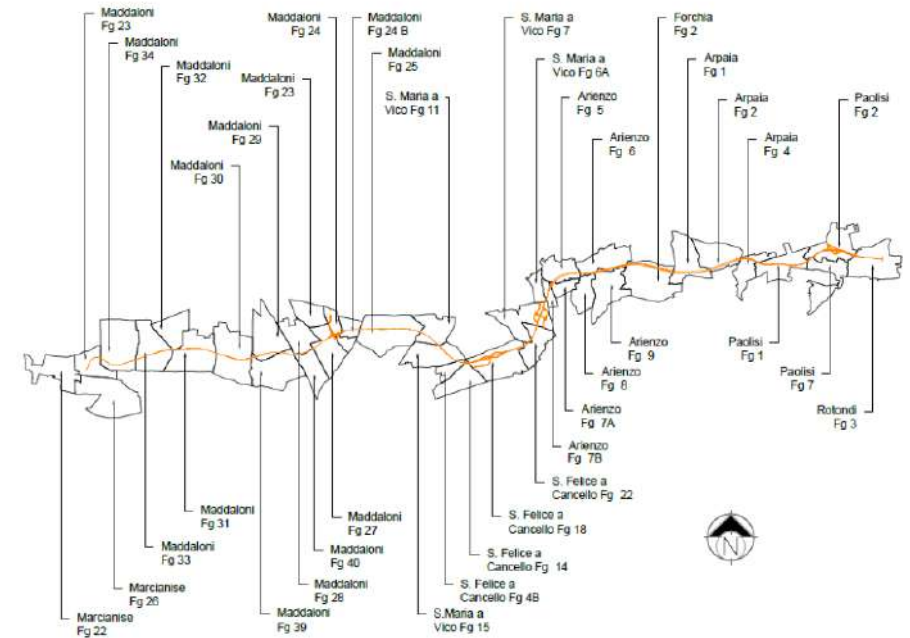 Maddaloni
Fg 23
Maddaloni
Fg 34
Maddaloni
Fg 32
Maddaloni
Fg 29
Maddaloni
Fg 30
Maddaloni
Fg 23
Maddaloni
Fg 24
Maddaloni
Fg 24 B
Maddaloni
Fg 25
S. Maria a
Vico Fg 11
S. Maria a
Vico Fg 7
S. Maria a
Vico Fg 6A
Arienzo
Fg 5
Arienzo
Fg 6
Forchia
Fg 2
Arpaia
Fg 1
Arpaia
Fg 2
Arpaia
Fg 4
Paolisi
Fg 2
Marcianise
Fg 22
Marcianise
Fg 26
Maddaloni
Fg 33
Maddaloni
Fg 31
Maddaloni
Fg 39
Maddaloni
Fg 28
Maddaloni
Fg 40
Maddaloni
Fg 27
S.Maria a
Vico Fg 15
S. Felice a
Cancello Fg 4B
S. Felice a
Cancello Fg 14
S. Felice a
Cancello Fg 18
S. Felice a
Cancello Fg 22
Arienzo
Fg 7B
Arienzo
Fg 7A
Arienzo
Fg 8
Arienzo
Fg 9
Paolisi
Fg 1
Paolisi
Fg 7
Rotondi
Fg 3
N